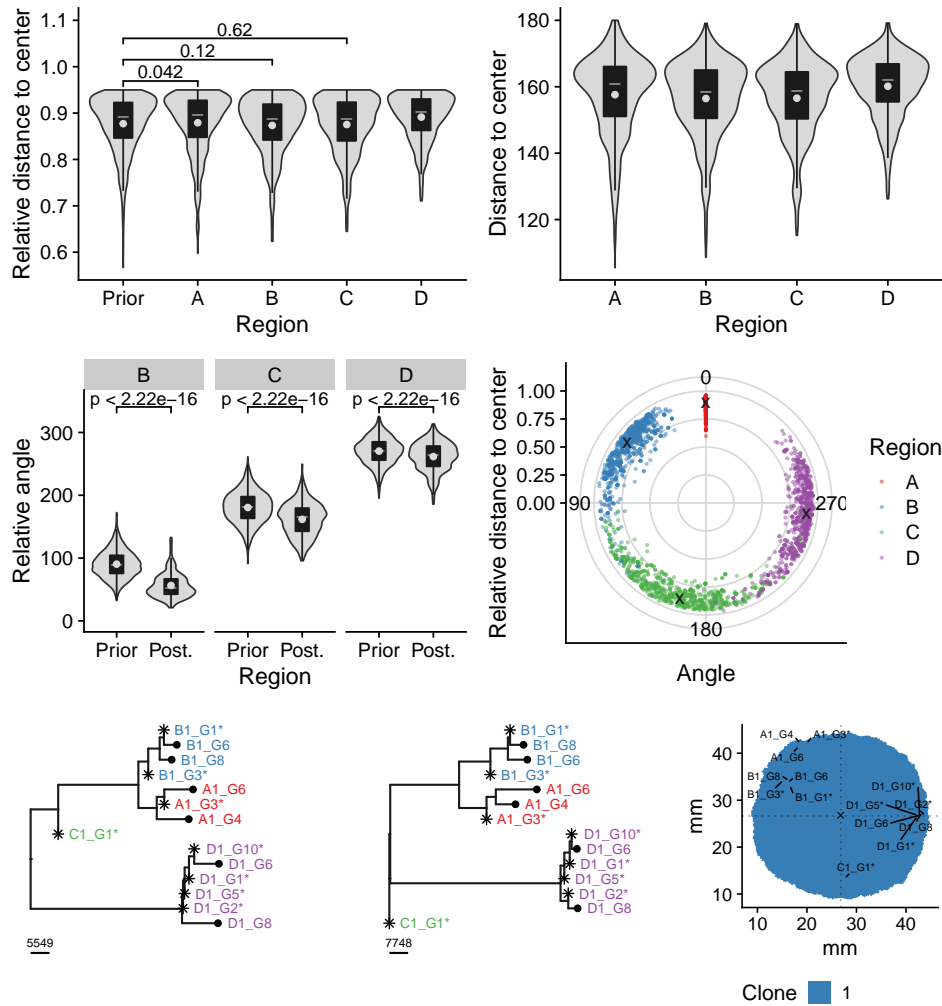 1.1
1.0
0.9
0.8
0.7
0.6
Relative distance to center
0.62
0.12
0.042
Prior
A
B
C
D
Region
180
160
140
120
Distance to center
A
B
C
D
Region
B
C
D
p < 2.22e−16
p < 2.22e−16
p < 2.22e−16
300
200
100
0
Relative angle
Prior Post.
Prior Post.
Prior Post.
Region
Relative distance to center
1.00
0.75
0.50
0.25
0.00
0
90
180
270
X
X
X
X
Angle
Region
A
B
C
D
B1_G1*
B1_G6
B1_G8
B1_G3*
A1_G6
A1_G3*
A1_G4
C1_G1*
D1_G10*
D1_G6
D1_G1*
D1_G5*
D1_G2*
D1_G8
5549
B1_G1*
B1_G8
B1_G6
B1_G3*
A1_G6
A1_G4
A1_G3*
D1_G10*
D1_G6
D1_G1*
D1_G5*
D1_G2*
D1_G8
C1_G1*
7748
40
30
20
10
mm
A1_G4
A1_G3*
A1_G6
B1_G8
B1_G6
B1_G3*
B1_G1*
D1_G10*
D1_G5*
D1_G2*
D1_G6
D1_G8
D1_G1*
C1_G1*
×
10 20 30 40
mm
Clone
1